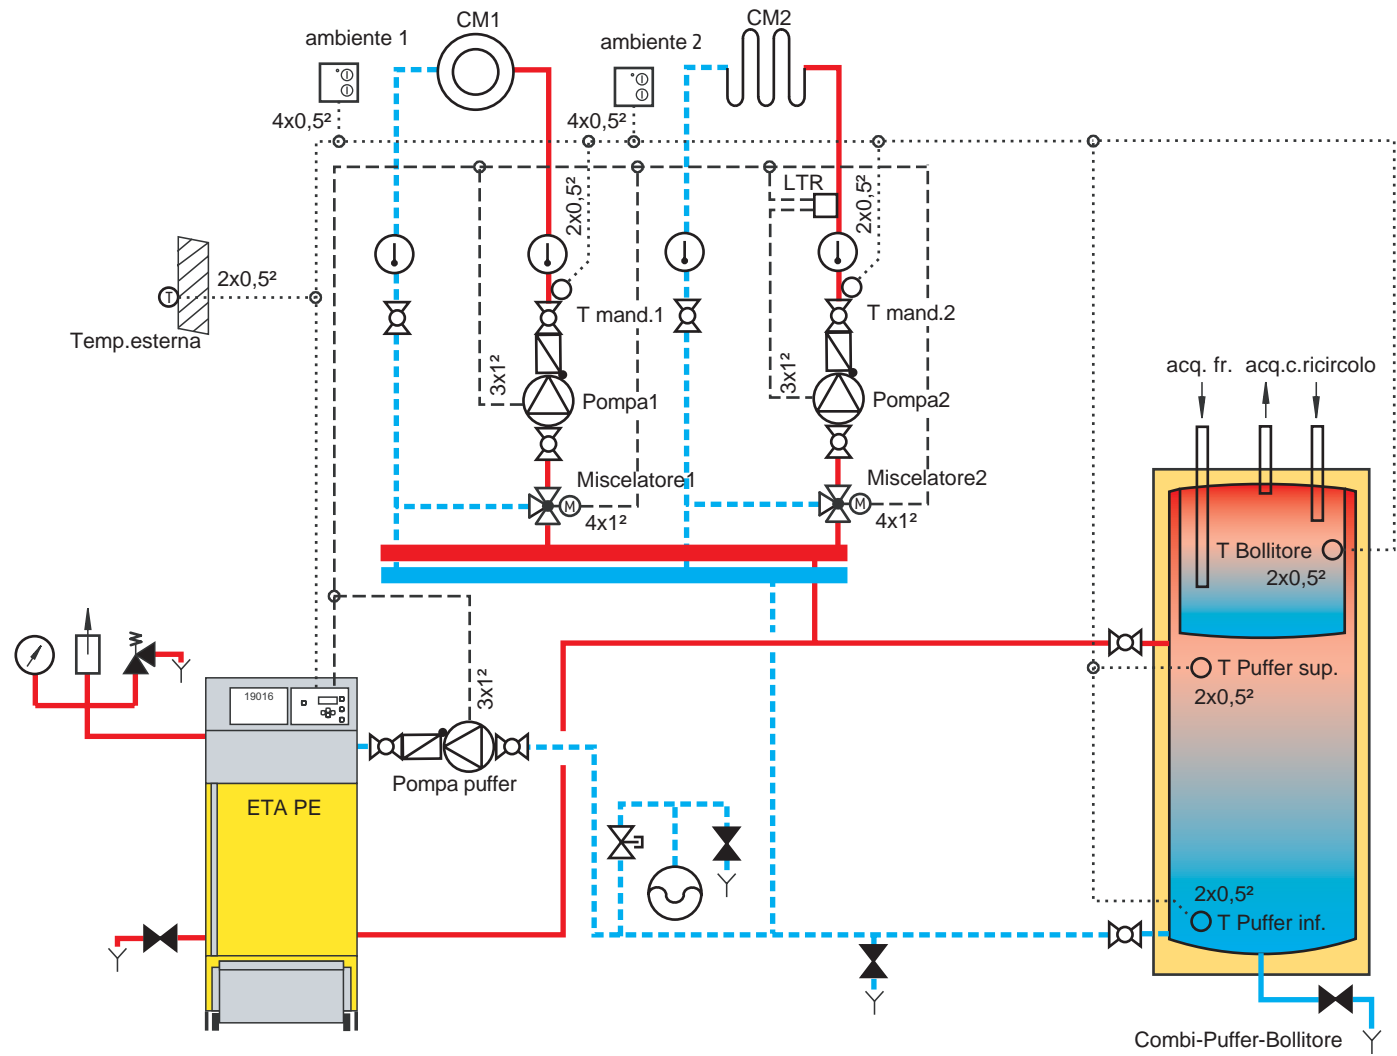 CM1
CM2
ambiente 1
ambiente 2
4x0,5²
4x0,5²
LTR
2x0,5²
2x0,5²
2x0,5²
T
Temp.esterna
T mand.1
T mand.2
3x1²
3x1²
Pompa1
Pompa2
acq. fr.
acq.c.ricircolo
Miscelatore1
Miscelatore2
M
M
4x1²
4x1²
T Bollitore
2x0,5²
T Puffer sup.
2x0,5²
19016
3x1²
Pompa puffer
ETA PE
2x0,5²
T Puffer inf.
Combi-Puffer-Bollitore